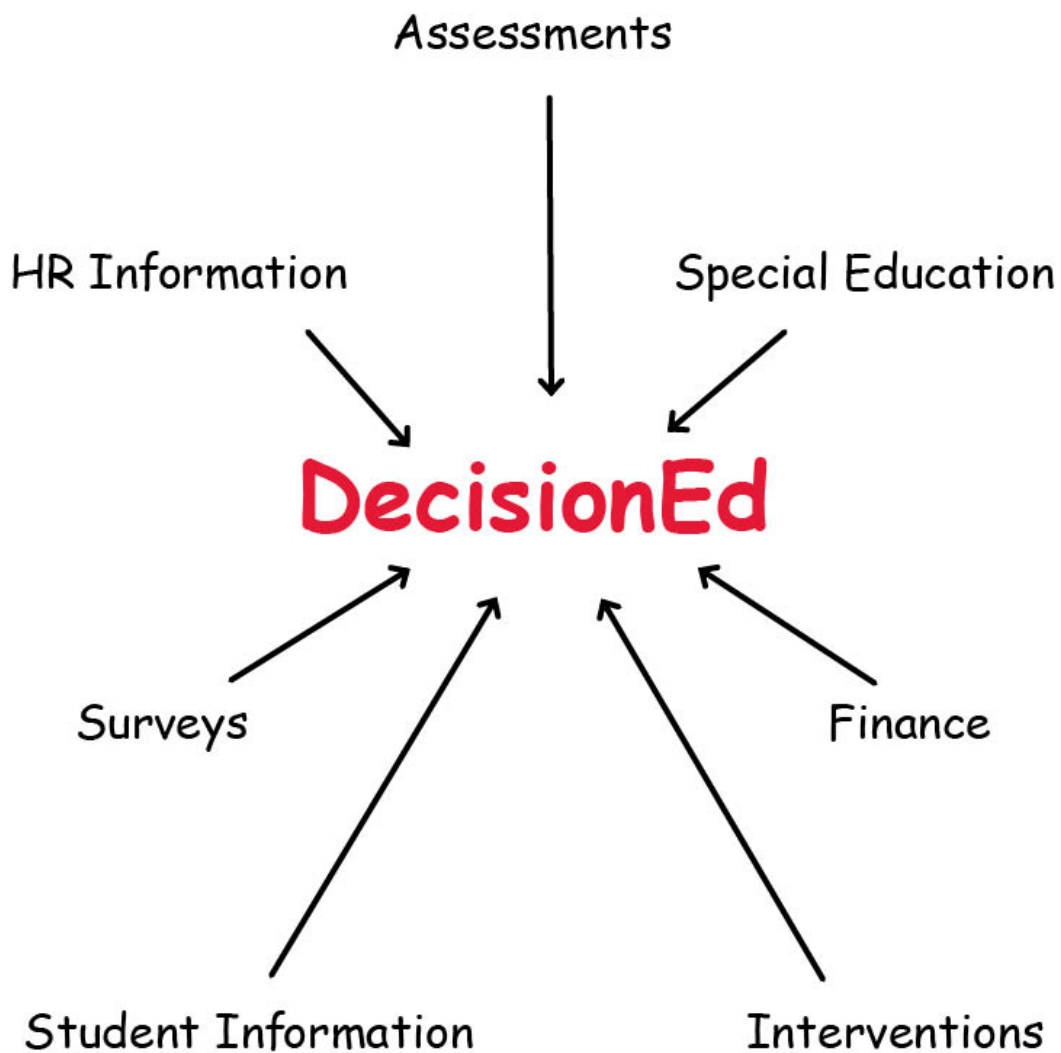 Assessments
HR Information
Special Education
DecisionEd
Surveys
Finance
Student Information
Interventions